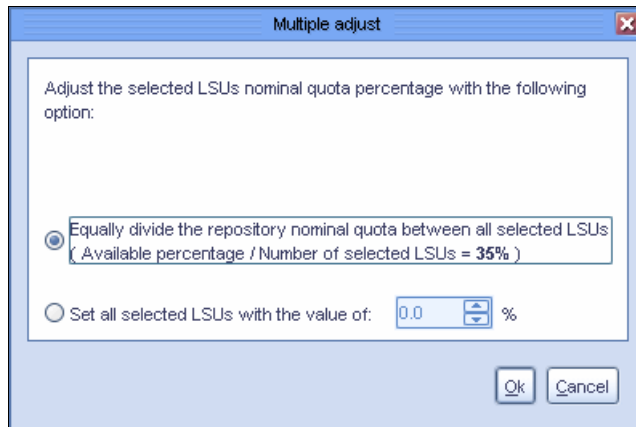 Multiple adjust
Adjust the selected LSUs nominal quota percentage with the following
option:
Equally divide the repository nominal quota between all selected LSUs
( Available percentage / Number of selected LSUs = 35% )
Set all selected LSUs with the value of: 0.0 %
Ok Cancel